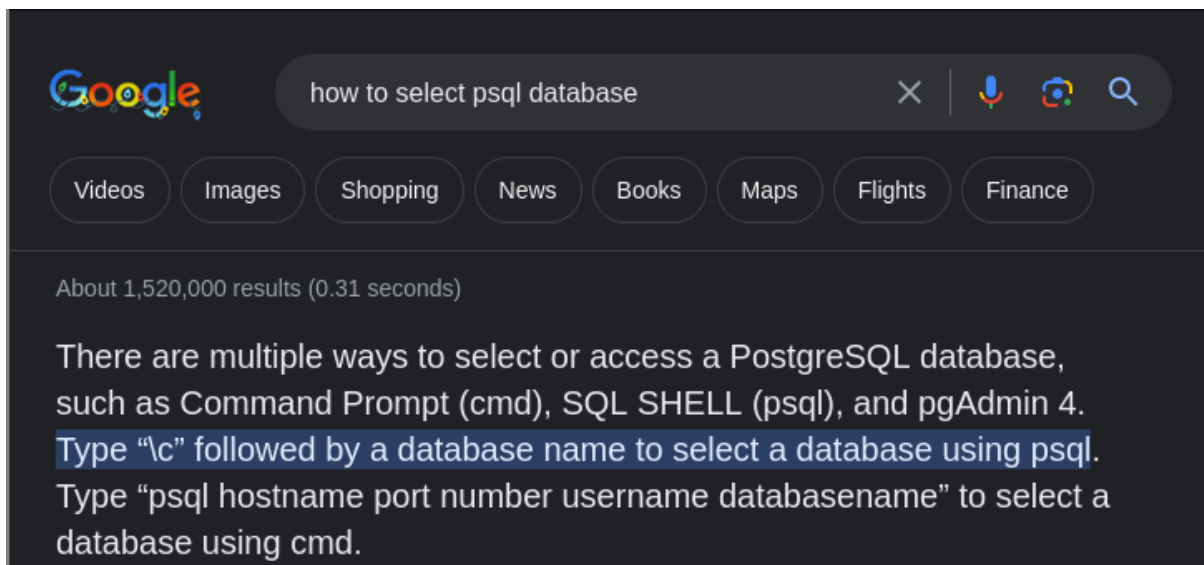 Google
how to select psql database
Videos Images Shopping News Books Maps Flights Finance
About 1,520,000 results (0.31 seconds)
There are multiple ways to select or access a PostgreSQL database,
such as Command Prompt (cmd), SQL SHELL (psql), and pgAdmin 4.
Type “\c” followed by a database name to select a database using psql.
Type “psql hostname port number username databasename” to select a
database using cmd.